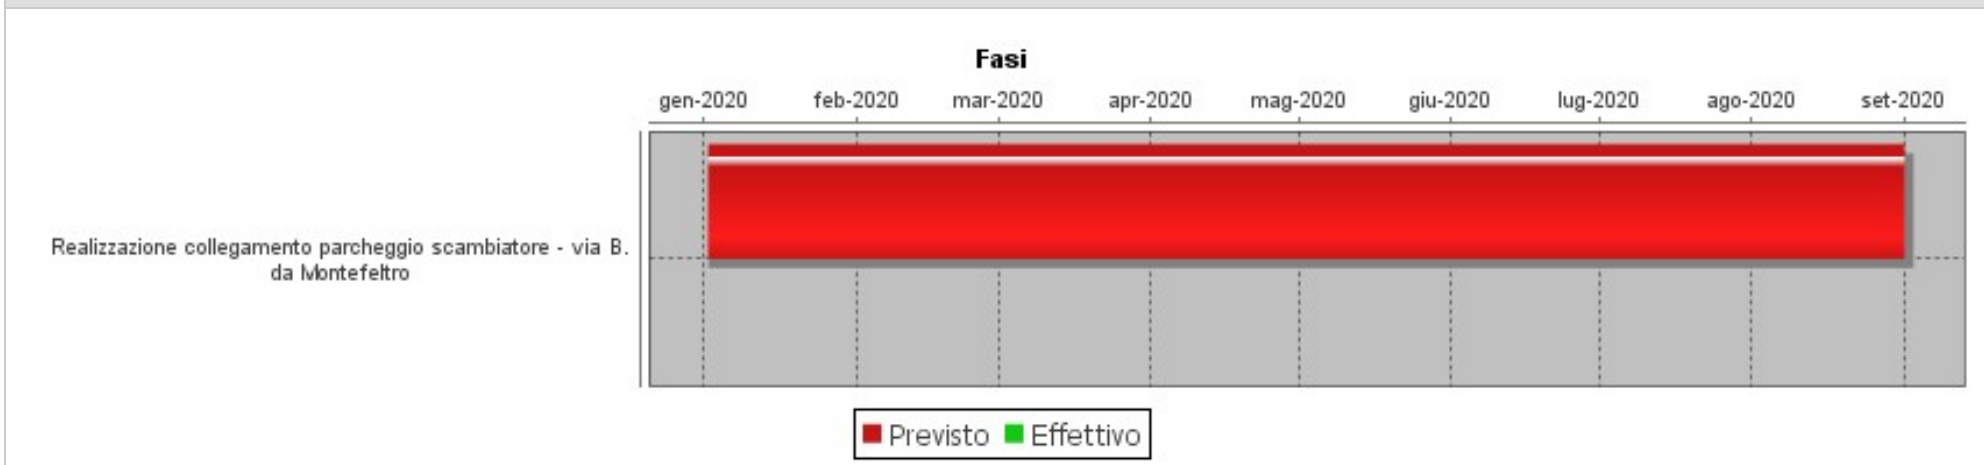 Fasi
gen-2020 feb-2020 mar-2020 apr-2020 mag-2020 giu-2020 lug-2020 ago-2020 set-2020
Realizzazione collegamento parcheggio scambiatore - via B.
da Montefeltro
Previsto Effettivo